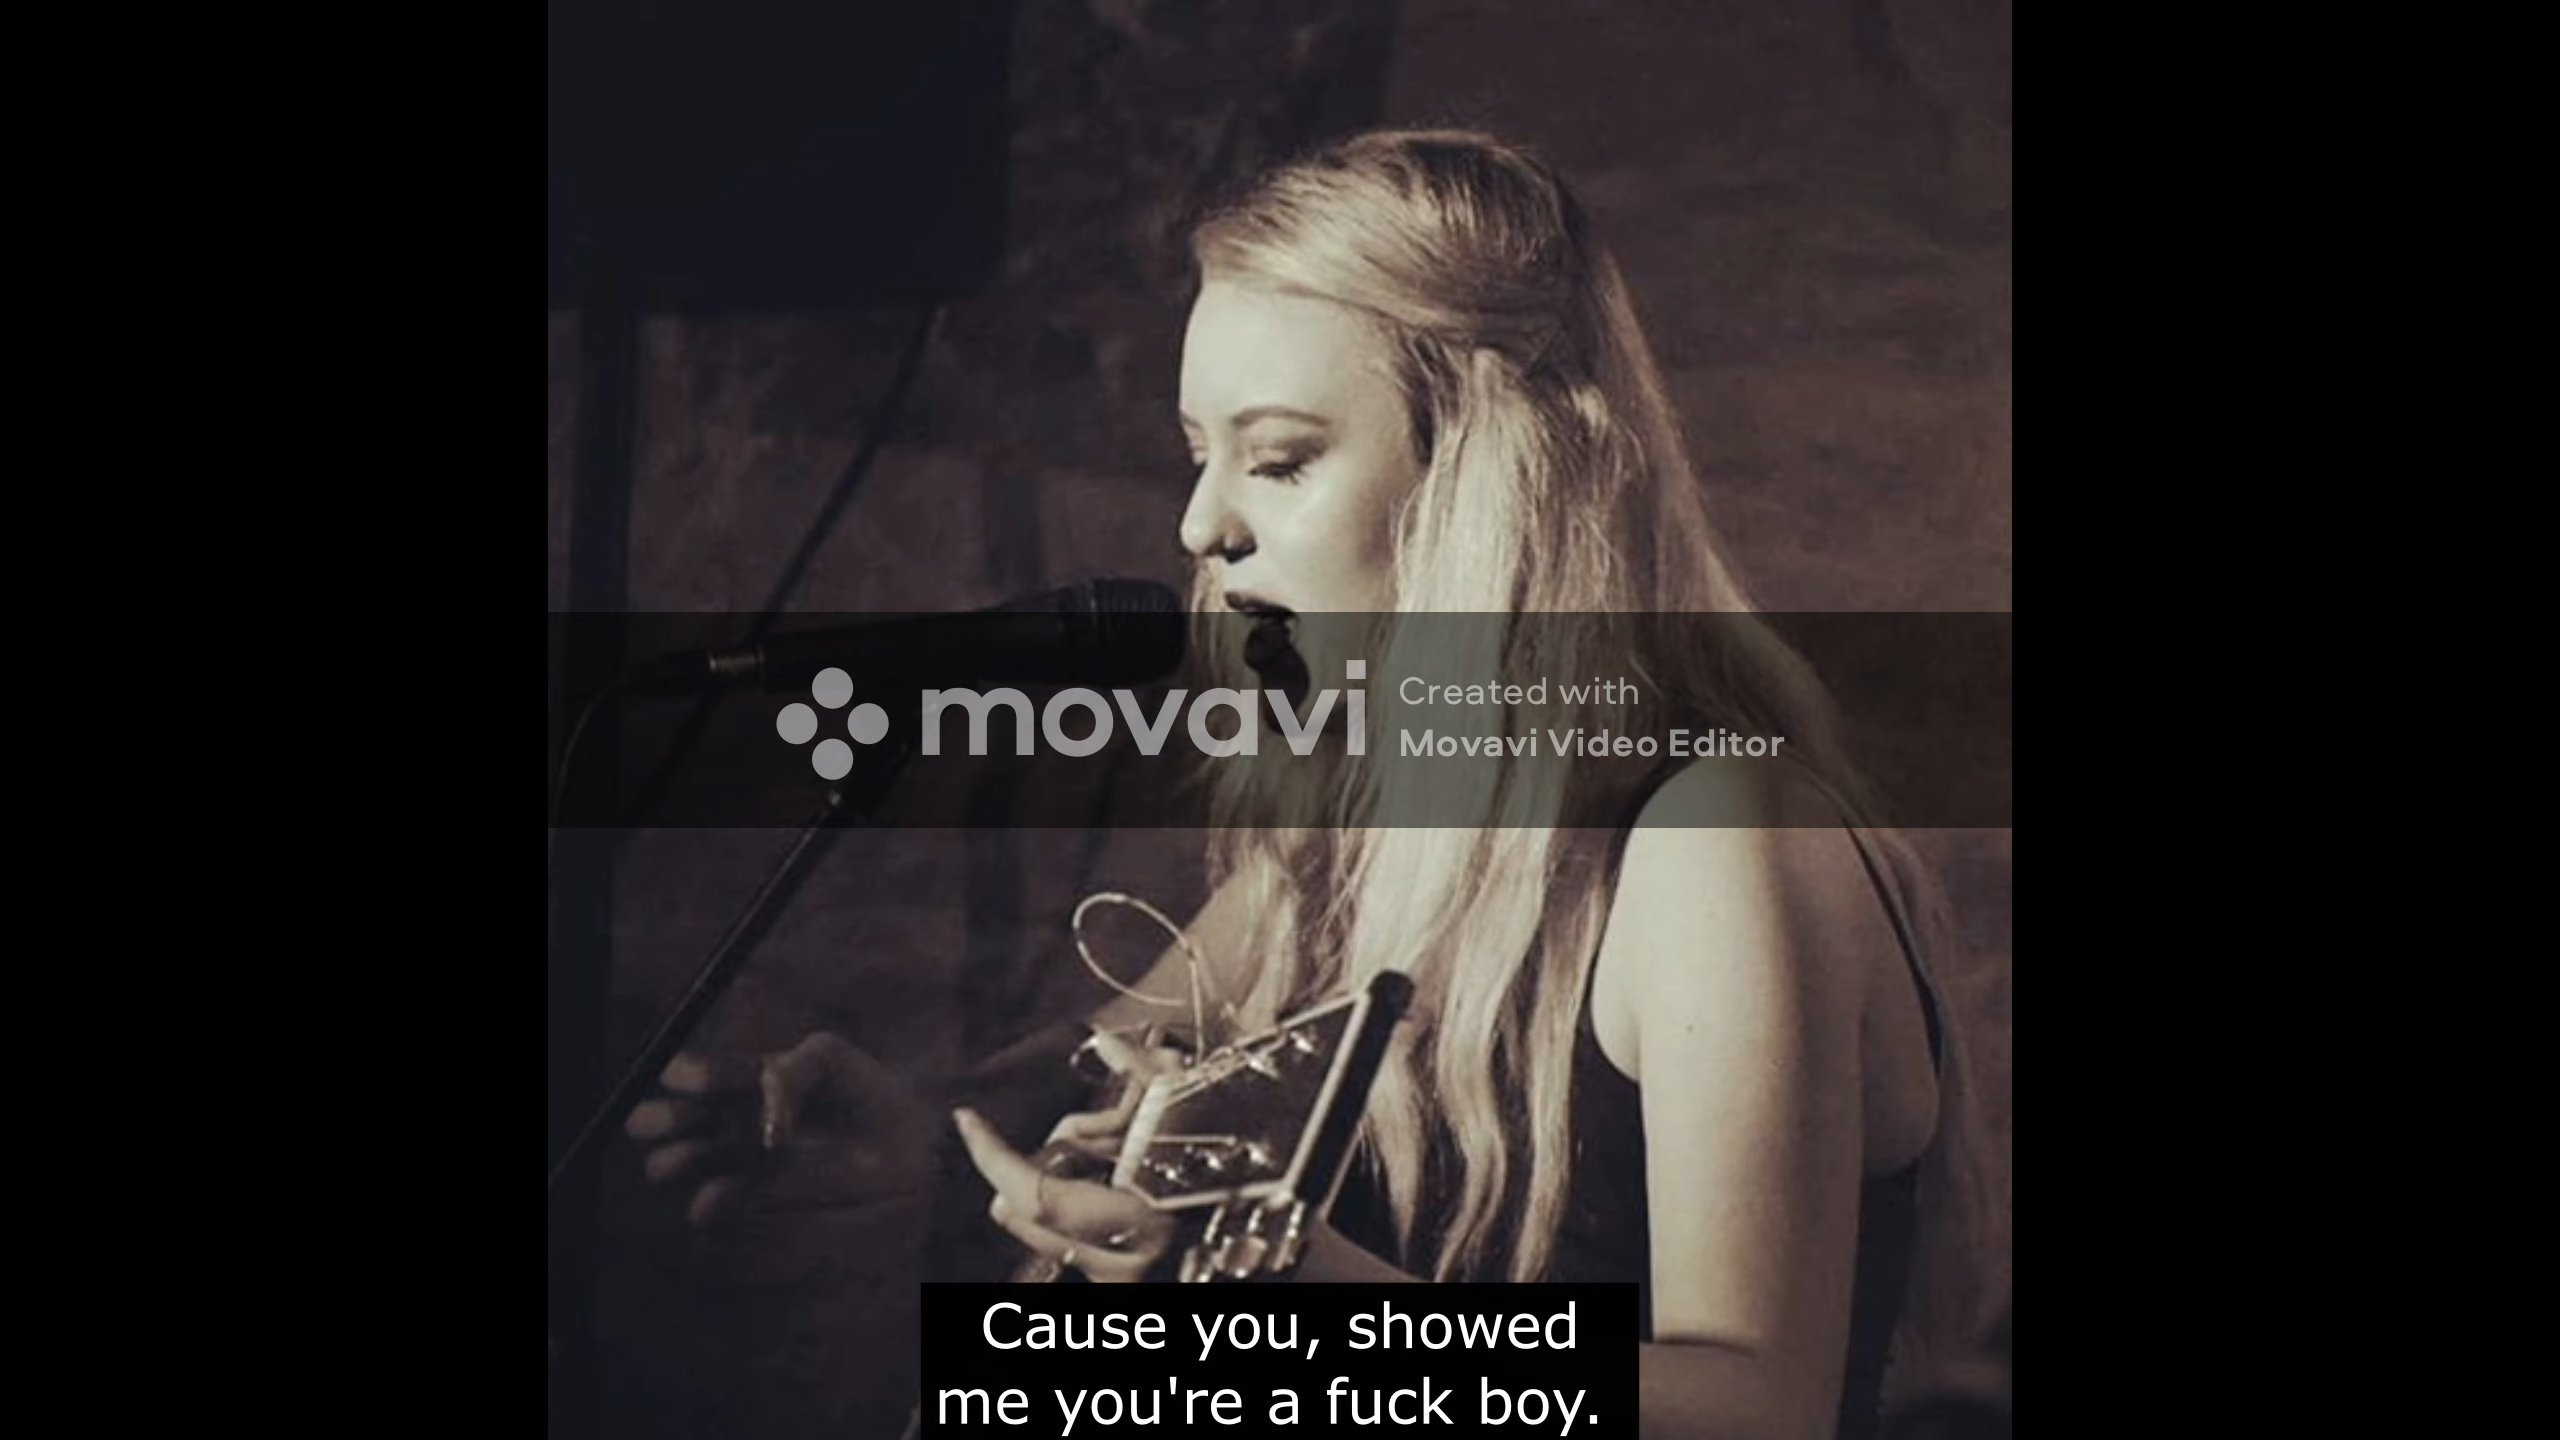 movavi
Created with
Movavi Video Editor
Cause you, showed
me you're a fuck boy.